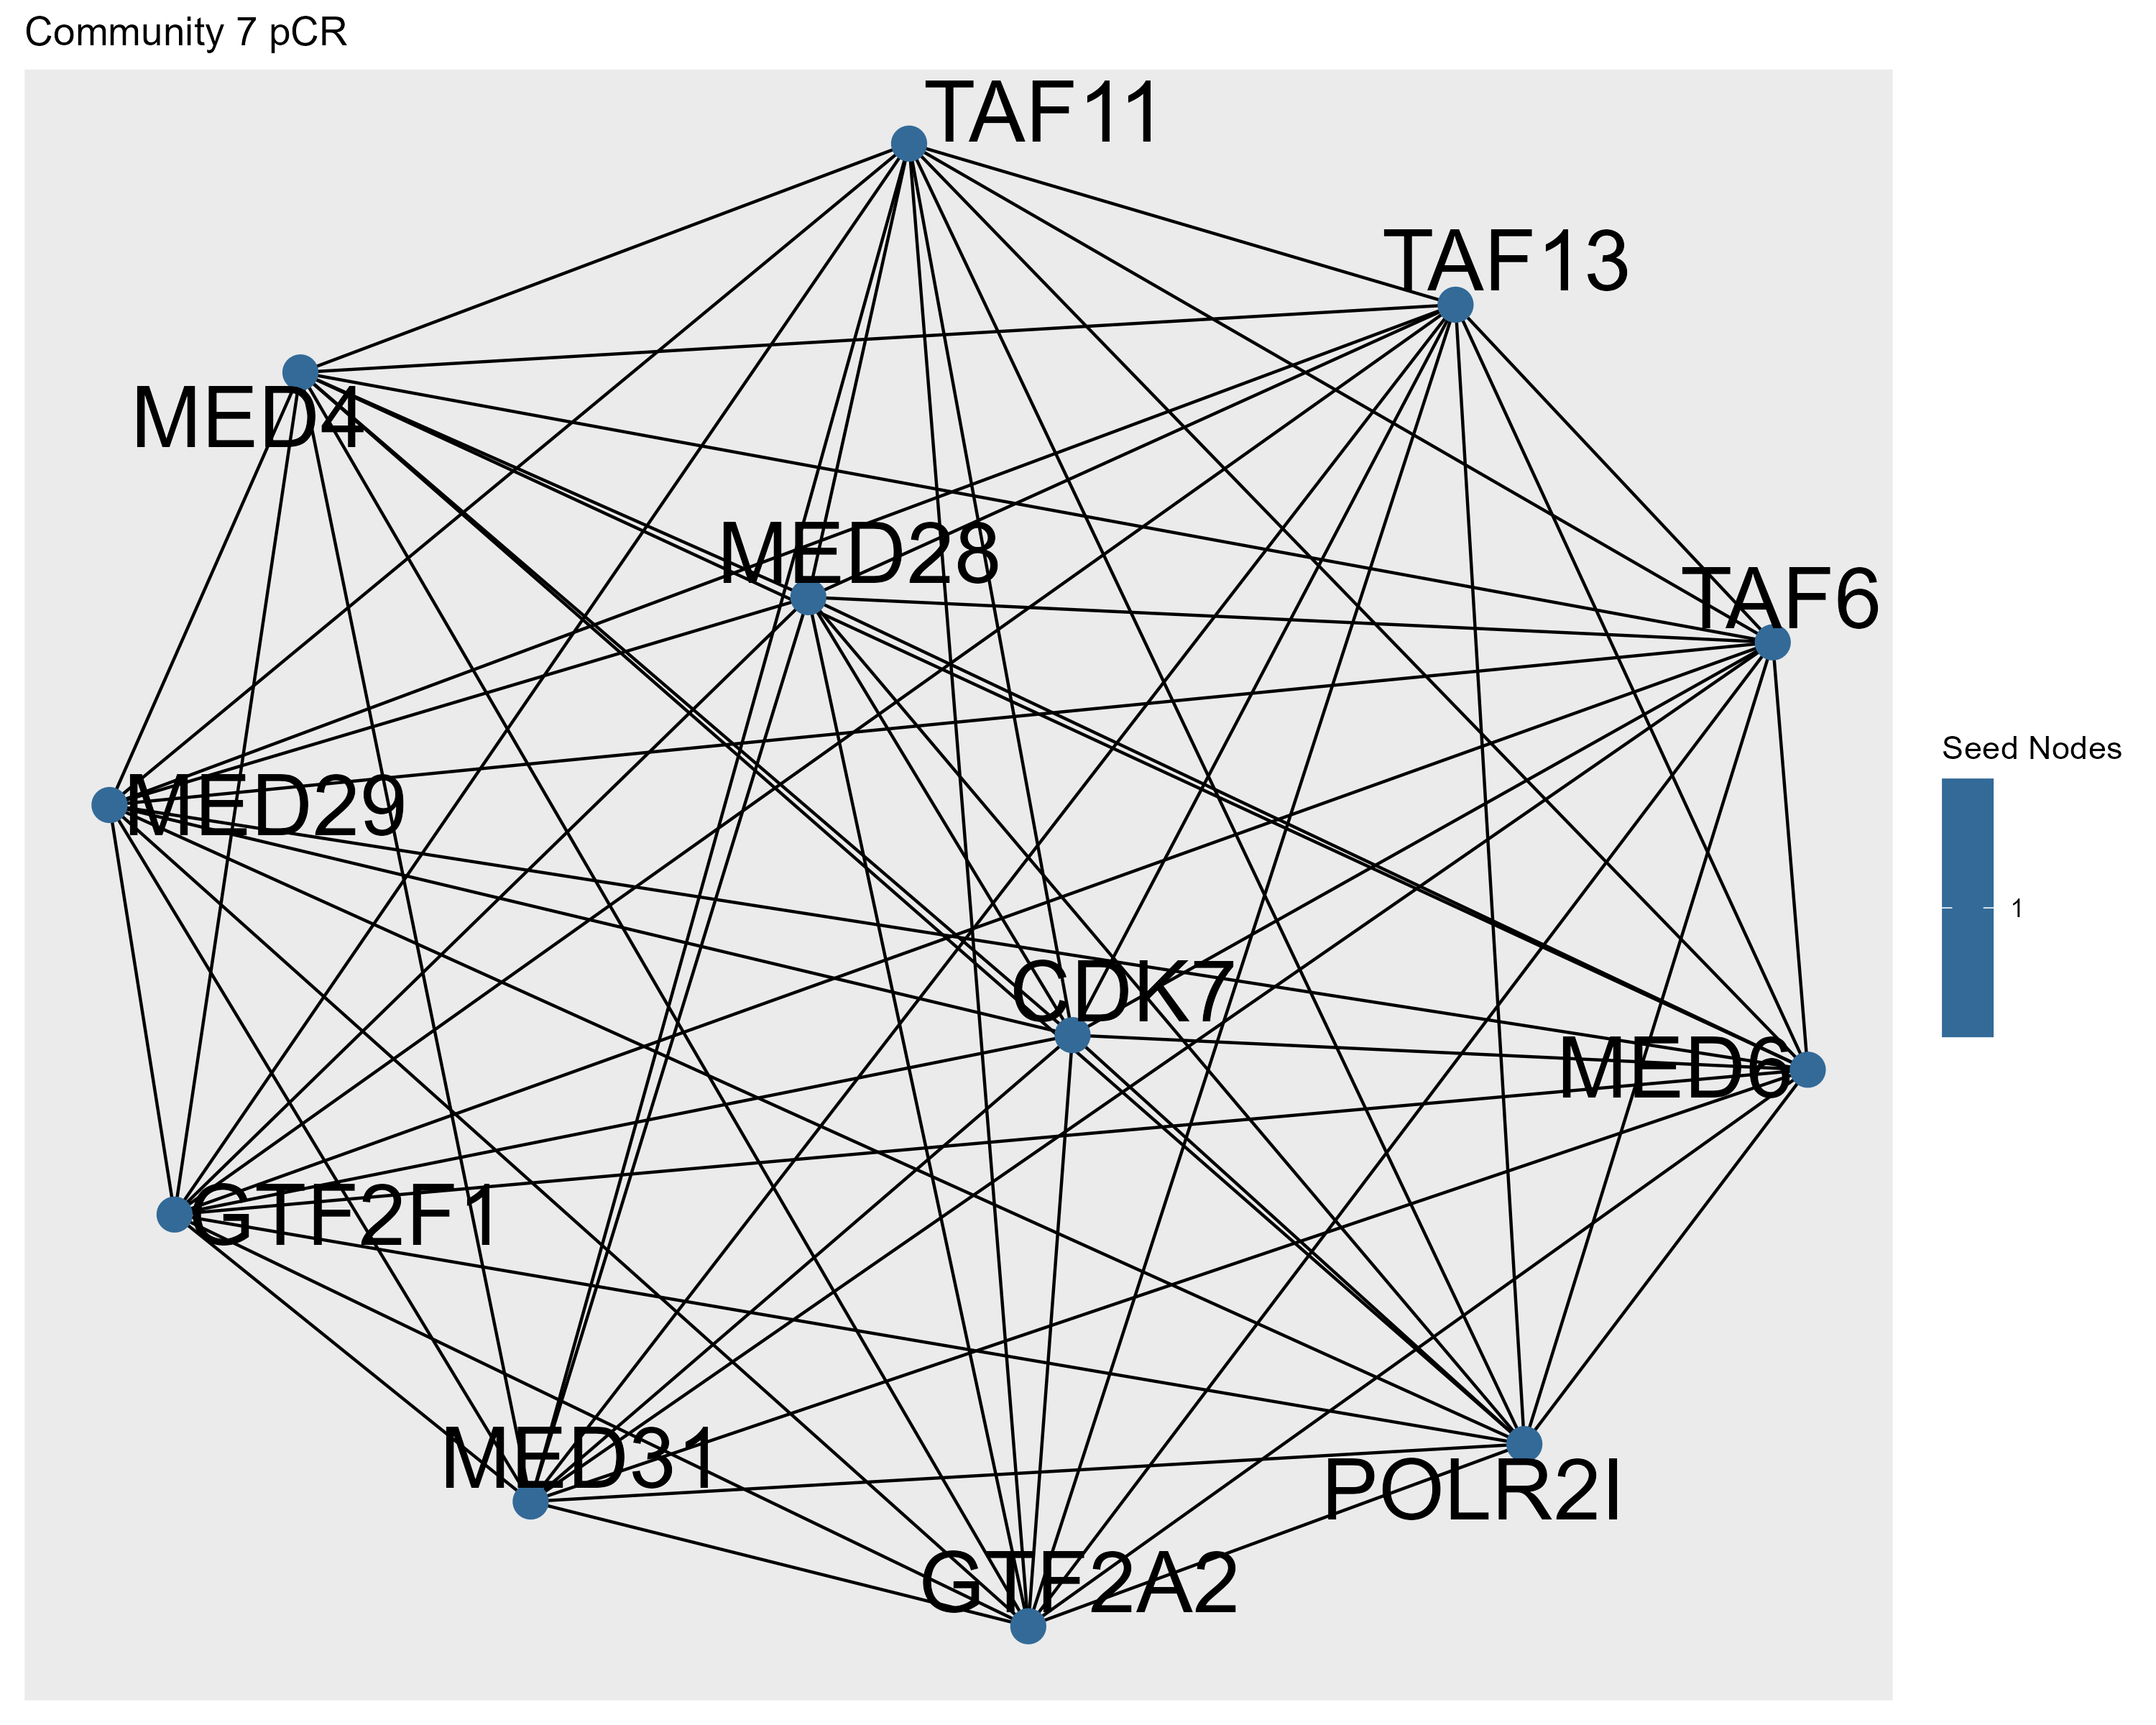 Community 7 pCR
TAF11
TAF13
MED4
MED28
TAF6
Seed Nodes
MED29
1
CDK7
MED6
GTF2F1
MED31
POLR2I
GTF2A2